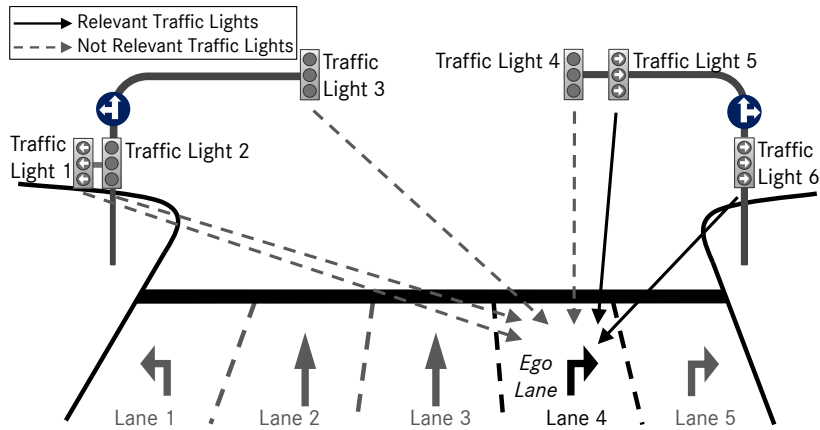 Relevant Traffic Lights
Not Relevant Traffic Lights
Traffic
Light 3
Traffic Light 4
Traffic Light 5
Traffic
Light 1
Traffic Light 2
Traffic
Light 6
Ego
Lane
Lane 1
Lane 2
Lane 3
Lane 4
Lane 5